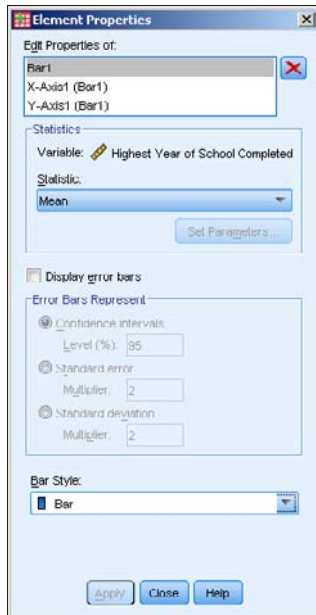 Element Properties
Edit Properties of:
Bar1
X-Axis1 (Bar1)
Y-Axis1 (Bar1)
Statistics
Variable: Highest Year of School Completed
Statistic:
Mean
Set Parameters...
Display error bars
Error Bars Represent
Confidence intervals
Level (%): 95
Standard error
Multiplier: 2
Standard deviation
Multiplier: 2
Bar Style:
Bar
Apply Close Help